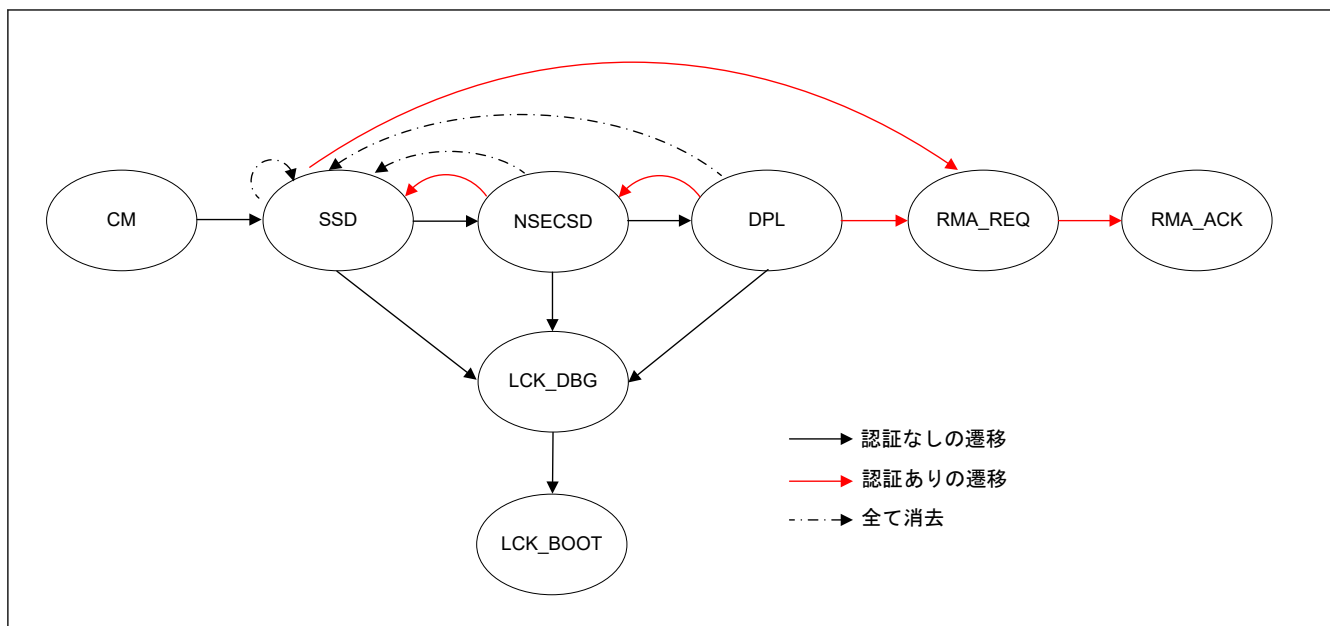 CM
SSD
NSECSD
DPL
RMA_REQ
RMA_ACK
LCK_DBG
LCK_BOOT
認証なしの遷移
認証ありの遷移
全て消去